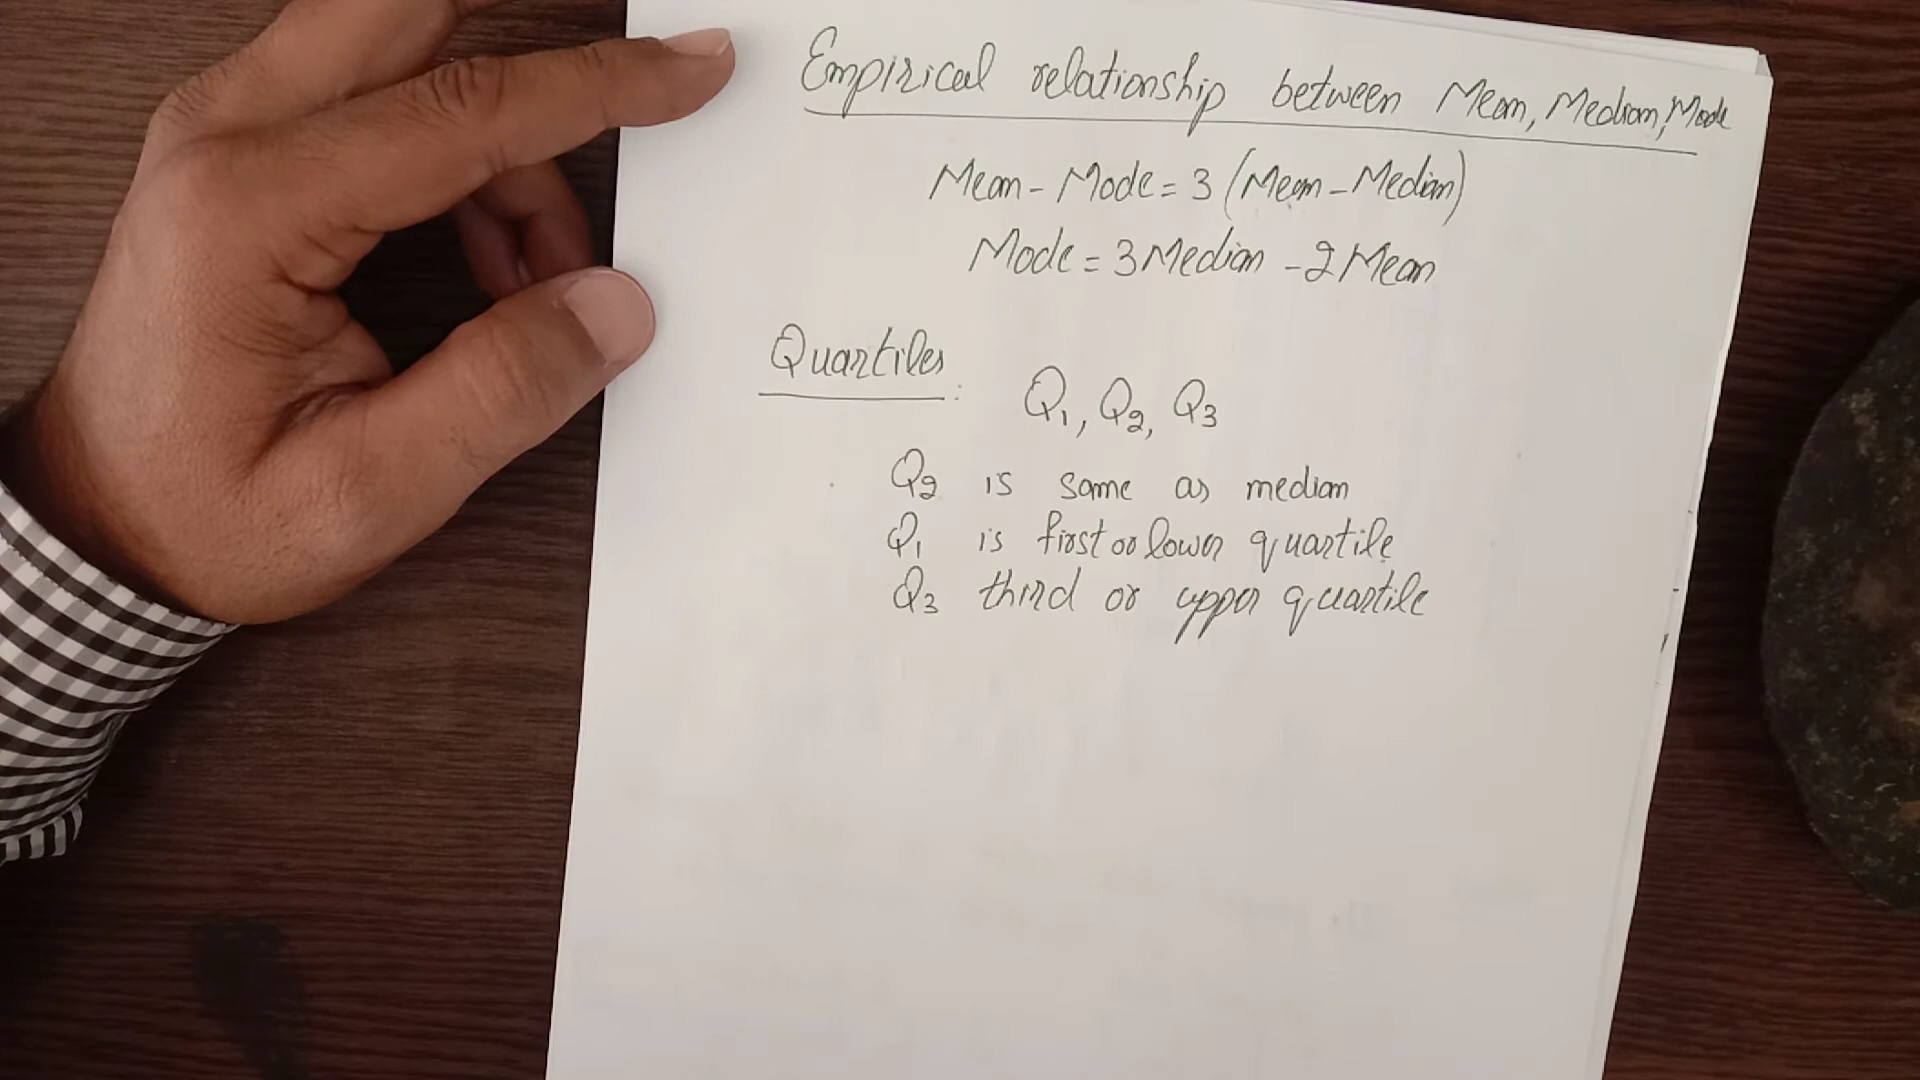 Empirical relationship between Mean, Median, Mode
Mean - Mode = 3 (Mean - Median)
Mode = 3 Median - 2 Mean
Quartiles :
Q1, Q2, Q3
Q2 is same as median
Q1 is first or lower quartile
Q3 third or upper quartile